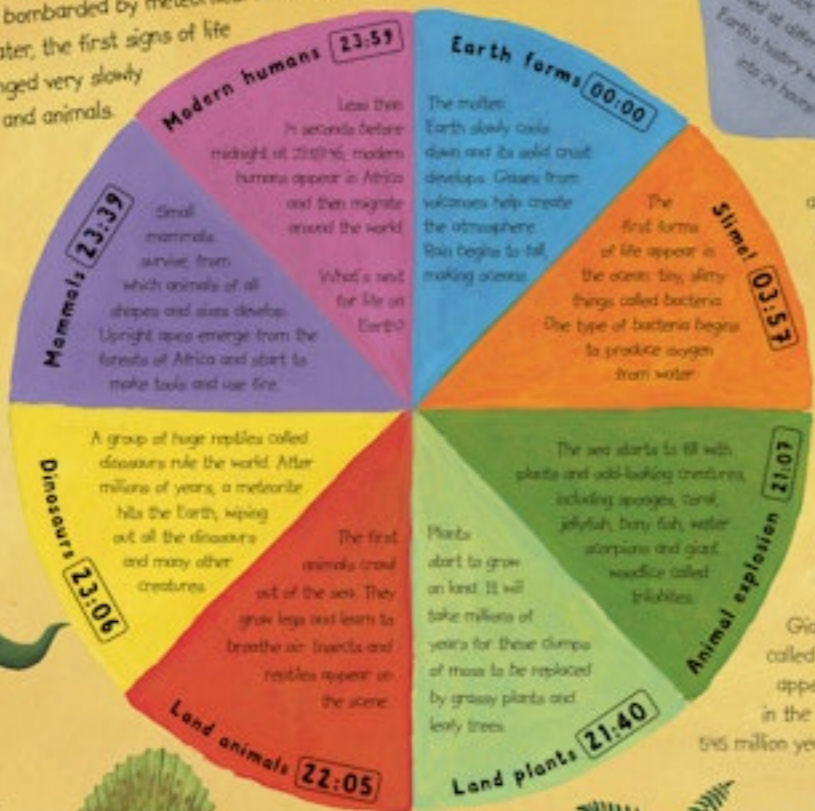 bombarded by
ater, the first signs of life
nged very slowly
and animals.
Earth's history
into 24 hours
Earth forms 00:00
The molten
Earth slowly cools
down and its solid crust
develops. Gases from
volcanoes help create
the atmosphere.
Rain begins to fall,
making oceans.
Slime! 03:57
The
first forms
of life appear in
the ocean: tiny, slimy
things called bacteria.
One type of bacteria begins
to produce oxygen
from water.
Animal explosion 21:07
The sea starts to fill with
plants and odd-looking creatures,
including sponges, coral,
jellyfish, bony fish, water
scorpions and giant
woodlice called
trilobites.
Land plants 21:40
Plants
start to grow
on land. It will
take millions of
years for these clumps
of moss to be replaced
by grassy plants and
leafy trees.
Land animals 22:05
The first
animals crawl
out of the sea. They
grow legs and learn to
breathe air. Insects and
reptiles appear on
the scene.
Dinosaurs 23:06
A group of huge reptiles called
dinosaurs rule the world. After
millions of years, a meteorite
hits the Earth, wiping
out all the dinosaurs
and many other
creatures.
Mammals 23:39
Small
mammals
survive, from
which animals of all
shapes and sizes develop.
Upright apes emerge from the
forests of Africa and start to
make tools and use fire.
Modern humans 23:59
Less than
seconds before
midnight at modern
humans appear in Africa
and then migrate
around the world.
What's next
for life on
Earth?
called
appe
in the
545 million ye